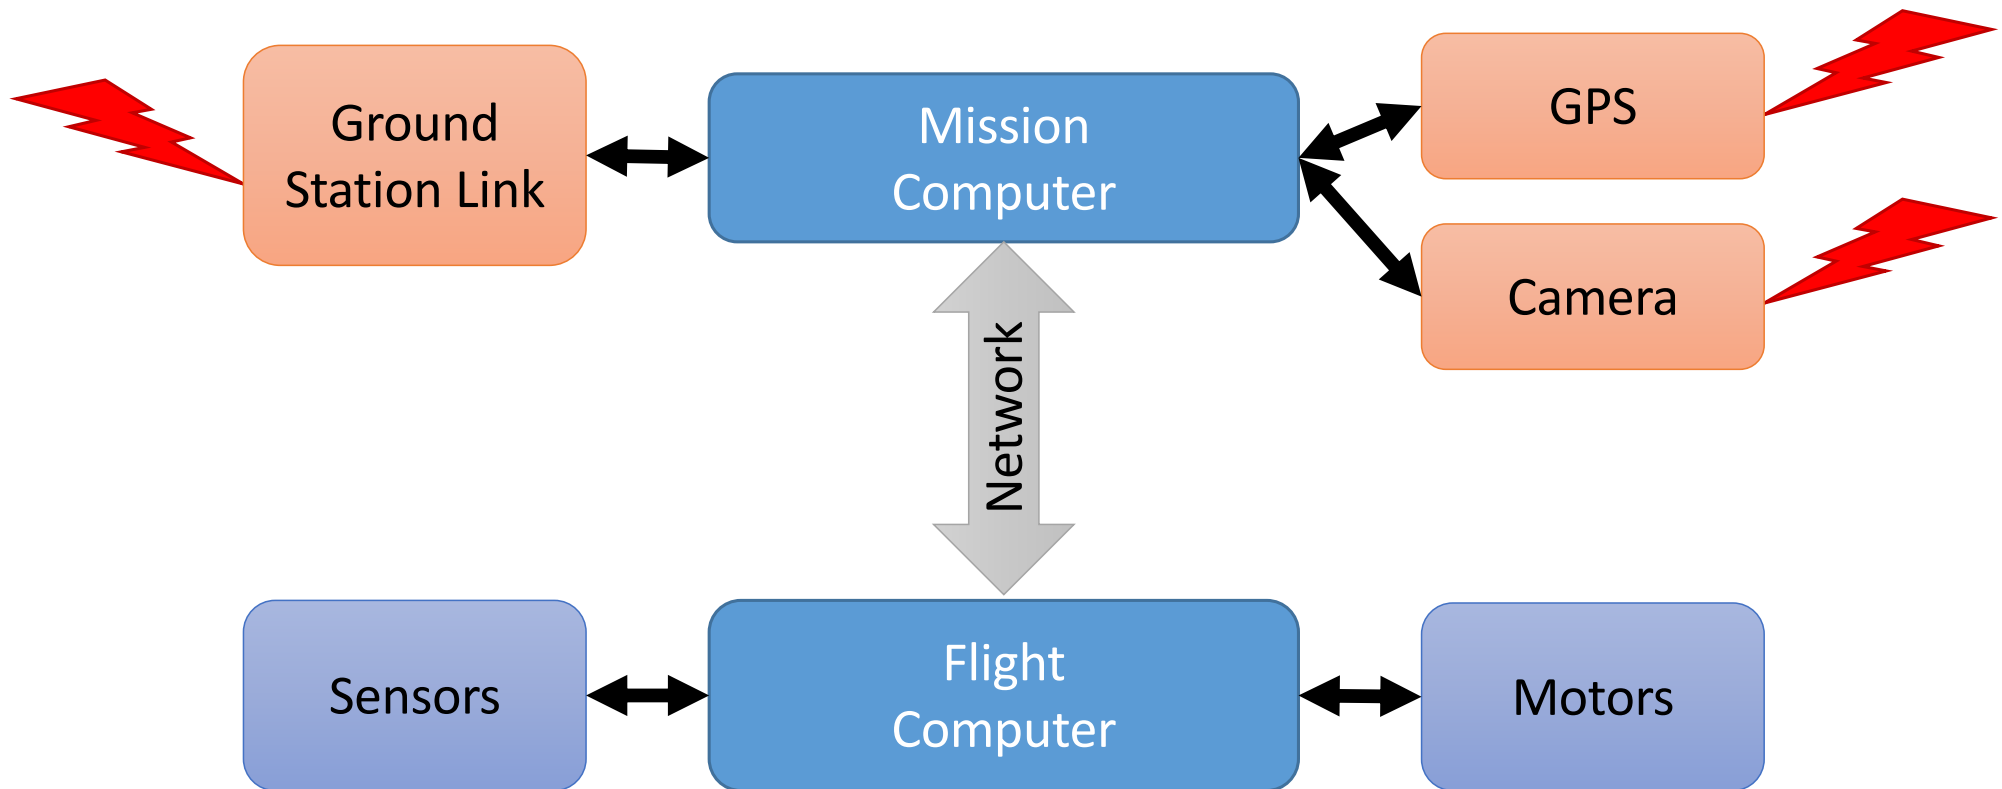 Ground
Station Link
Mission
Computer
GPS
Camera
Network
Sensors
Flight
Computer
Motors